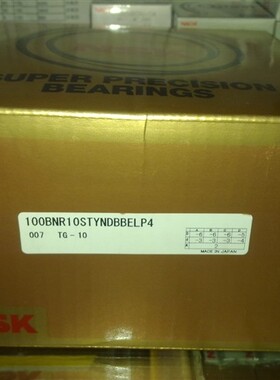 SUPER PRECISION
BEARINGS
100BNR10STYNDBBELP4
007 TG-10
MADE IN JAPAN
SK